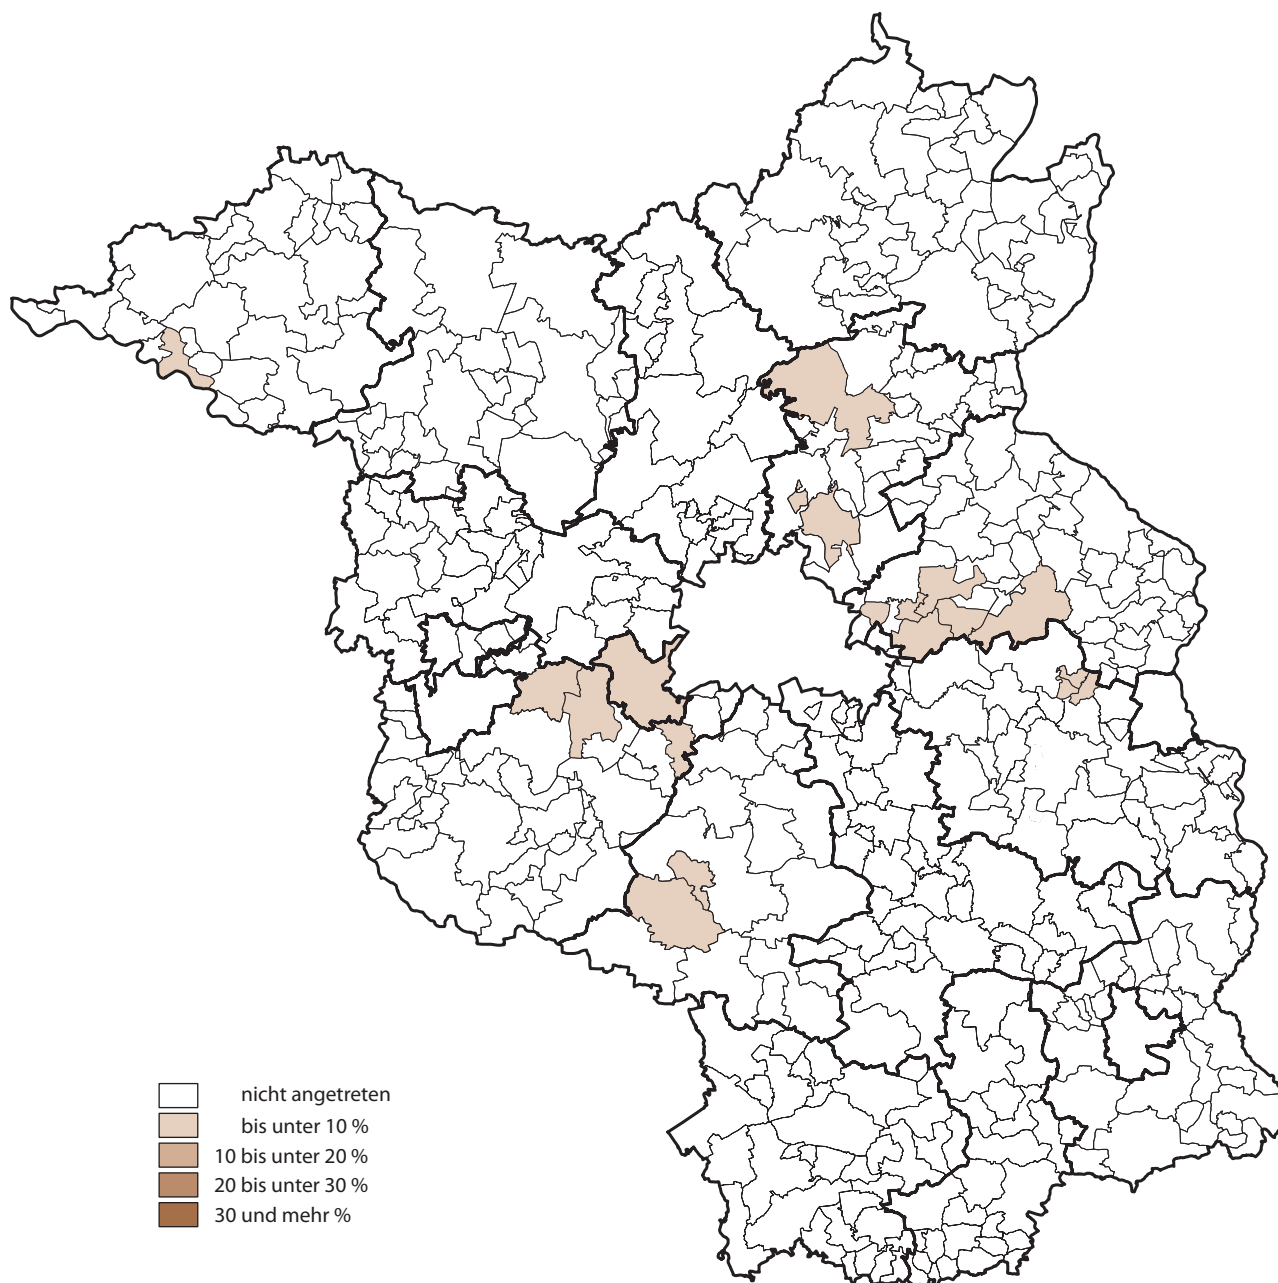 nicht angetreten
bis unter 10 %
10 bis unter 20 %
20 bis unter 30 %
30 und mehr %